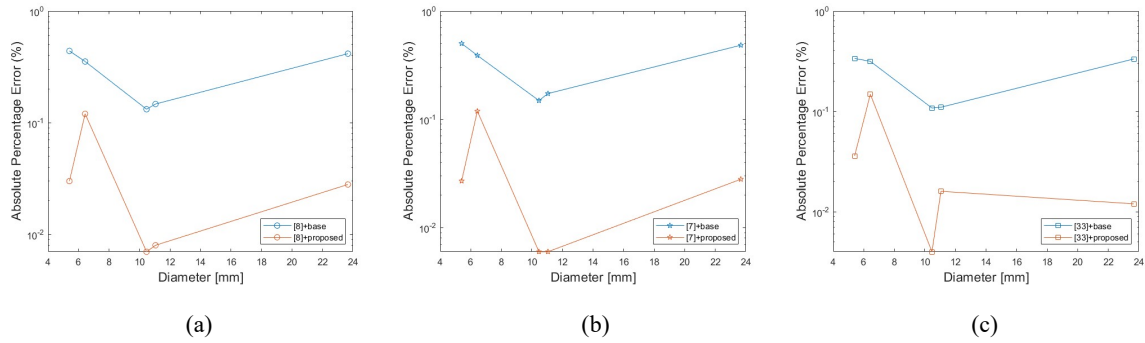 10^0
10^-1
10^-2
Absolute Percentage Error (%)
4 6 8 10 12 14 16 18 20 22 24
Diameter [mm]
[8]+base
[8]+proposed
(a)
10^0
10^-1
10^-2
Absolute Percentage Error (%)
4 6 8 10 12 14 16 18 20 22 24
Diameter [mm]
[7]+base
[7]+proposed
(b)
10^0
10^-1
10^-2
Absolute Percentage Error (%)
4 6 8 10 12 14 16 18 20 22 24
Diameter [mm]
[33]+base
[33]+proposed
(c)